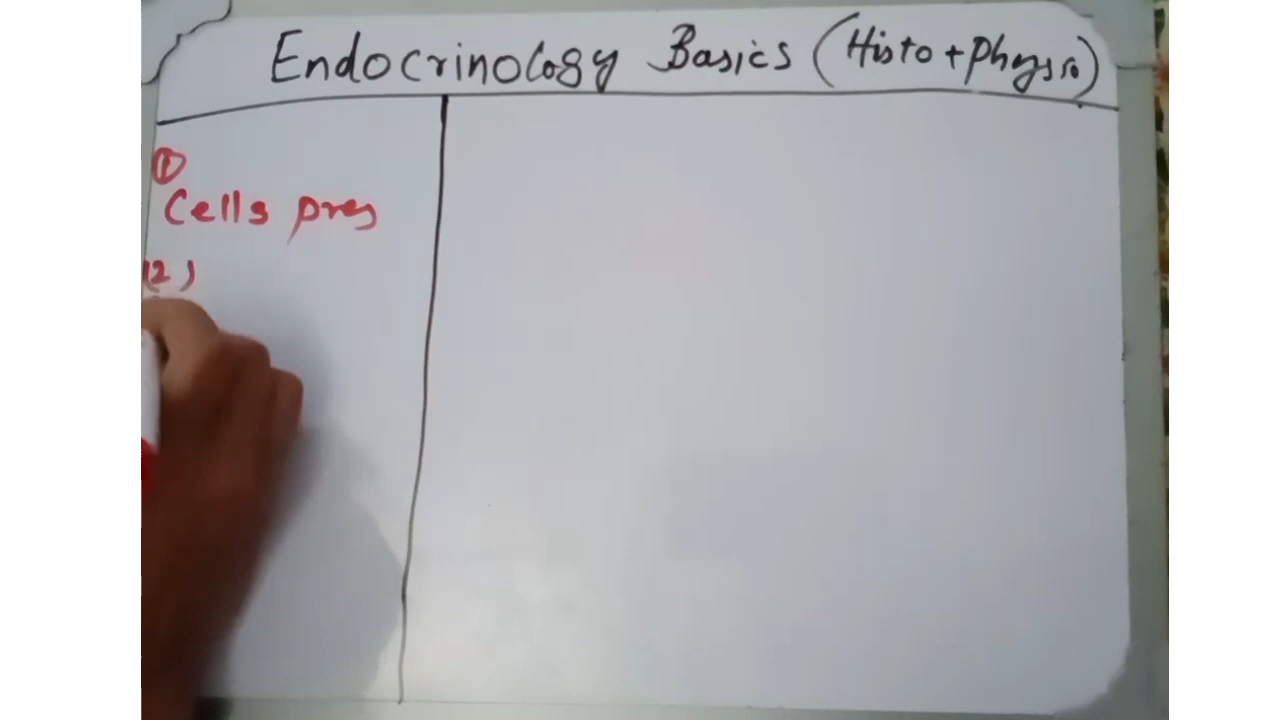 Endocrinology Basics (Histo + Physio)
①
Cells pres
(2)